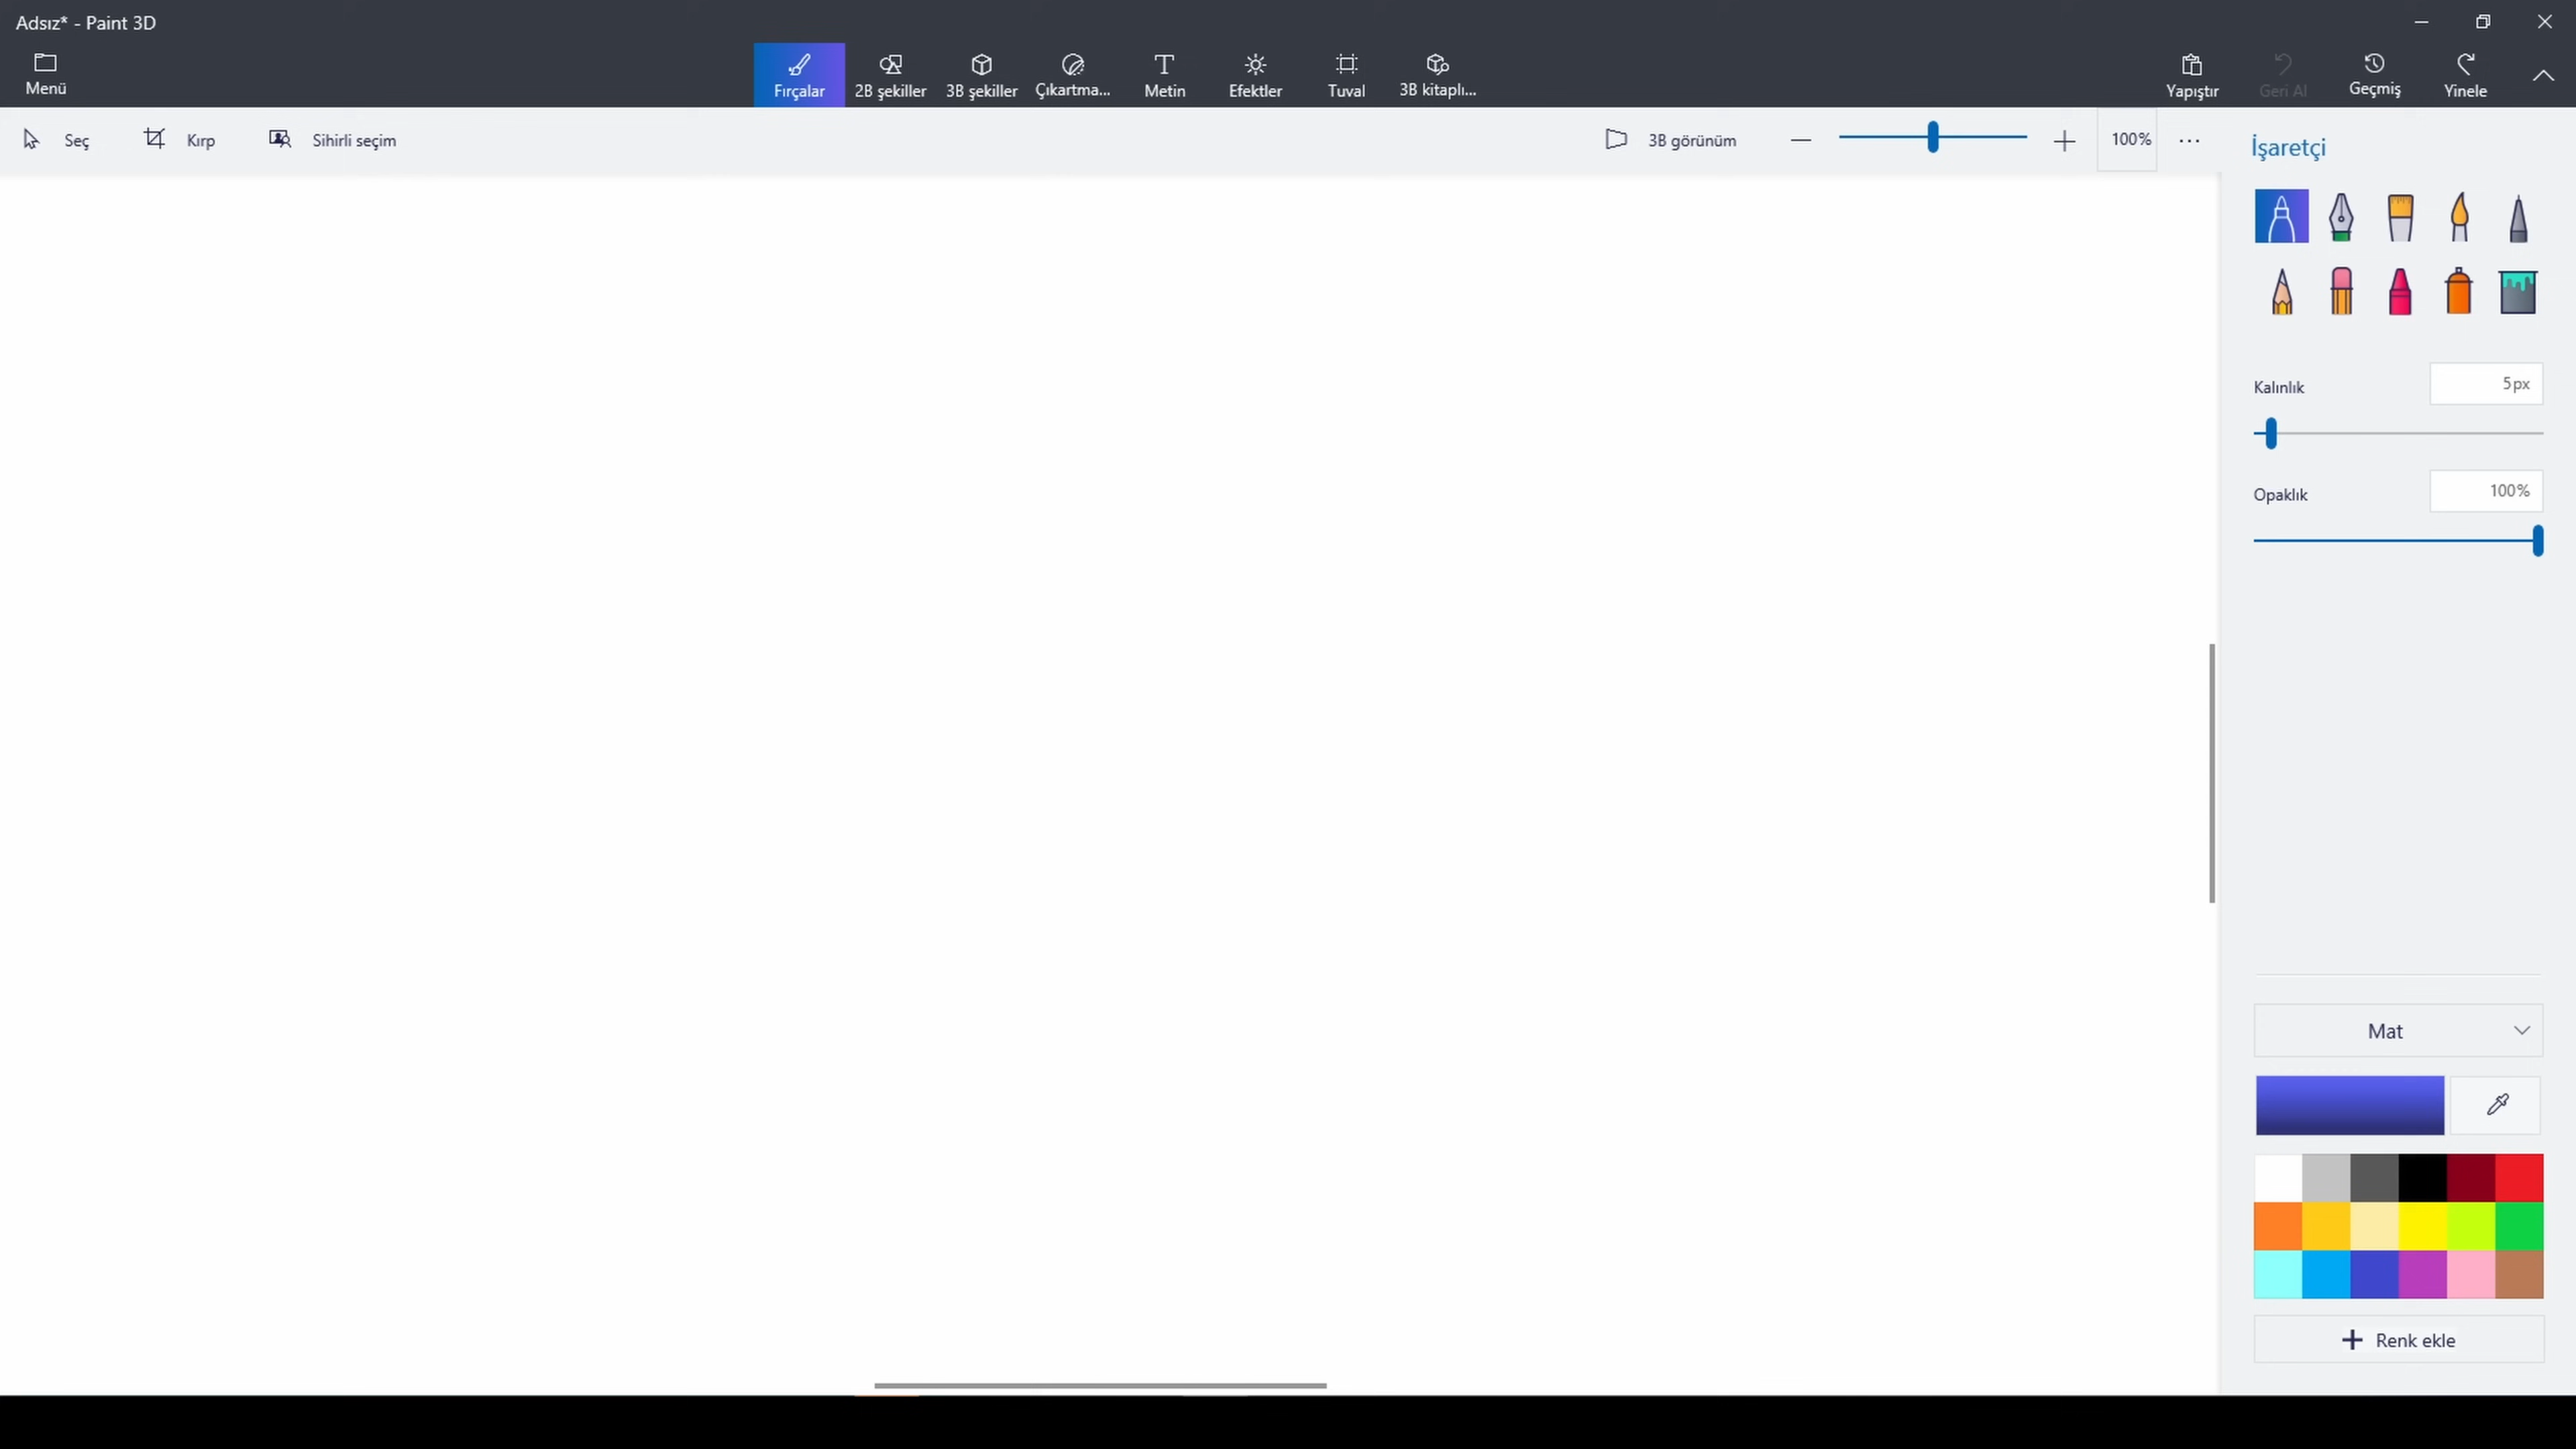 Adsız* - Paint 3D
Menü
Fırçalar
2B şekiller
3B şekiller
Çıkartma...
Metin
Efektler
Tuval
3B kitaplı...
Yapıştır
Geri Al
Geçmiş
Yinele
Seç
Kırp
Sihirli seçim
3B görünüm
100%
İşaretçi
Kalınlık
5px
Opaklık
100%
Mat
Renk ekle